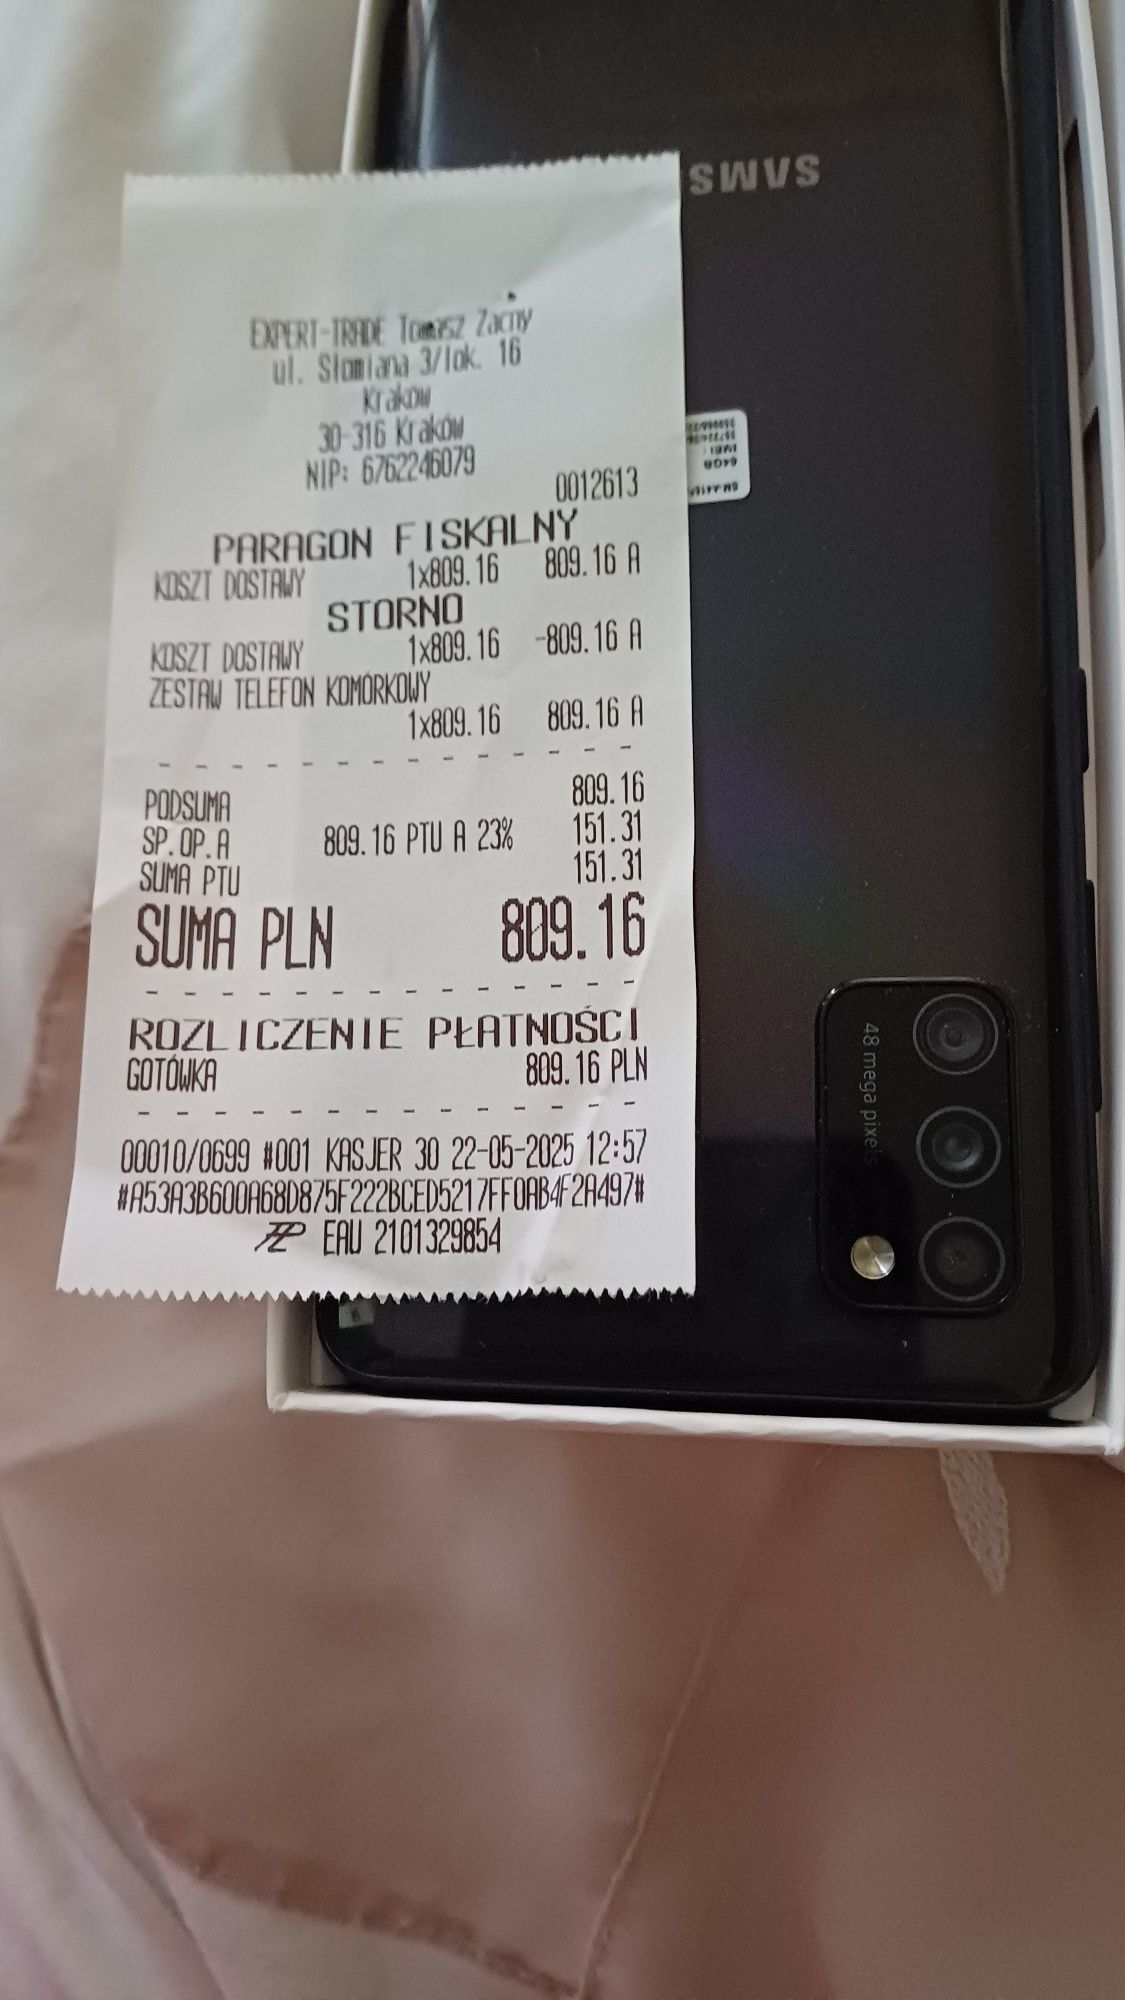 EXPERT-TRADE Tomasz Zacny
ul. Słomiana 3/lok. 16
Kraków
30-316 Kraków
NIP: 6762246079
0012613
PARAGON FISKALNY
KOSZT DOSTAWY 1x809.16 809.16 A
STORNO
KOSZT DOSTAWY 1x809.16 -809.16 A
ZESTAW TELEFON KOMÓRKOWY
1x809.16 809.16 A
PODSUMA 809.16
SP.OP.A 809.16 PTU A 23% 151.31
SUMA PTU 151.31
SUMA PLN 809.16
ROZLICZENIE PŁATNOŚCI
GOTÓWKA 809.16 PLN
00010/0699 #001 KASJER 30 22-05-2025 12:57
#A53A3B600A68D875F222BCED5217FF0AB4F2A497#
EAU 2101329854
SAMS
64GB
IMEI:
48 mega pixels